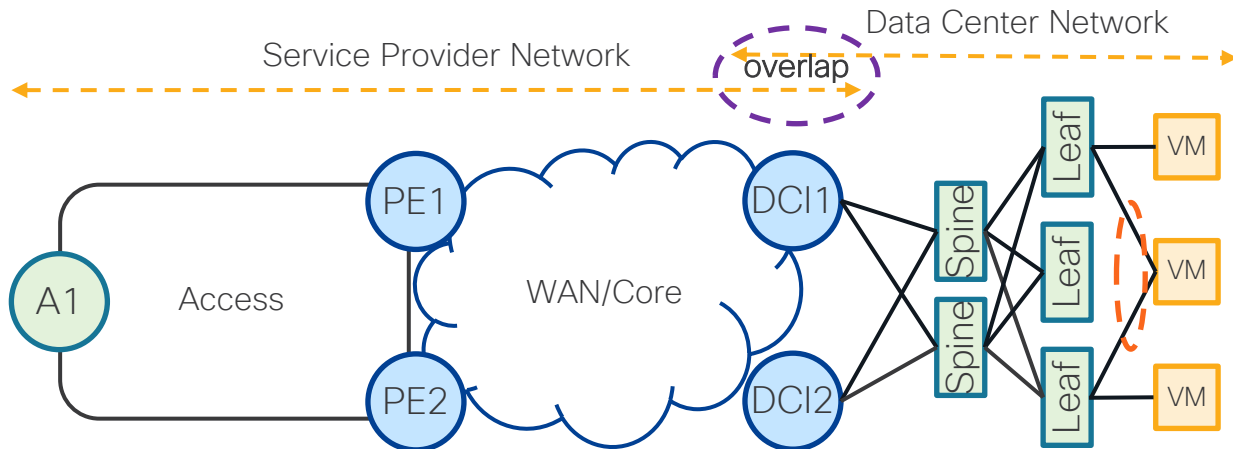 Data Center Network
Service Provider Network
overlap
Leaf
VM
PE1
DCI1
Spine
A1
Access
WAN/Core
Leaf
VM
Spine
PE2
DCI2
Leaf
VM